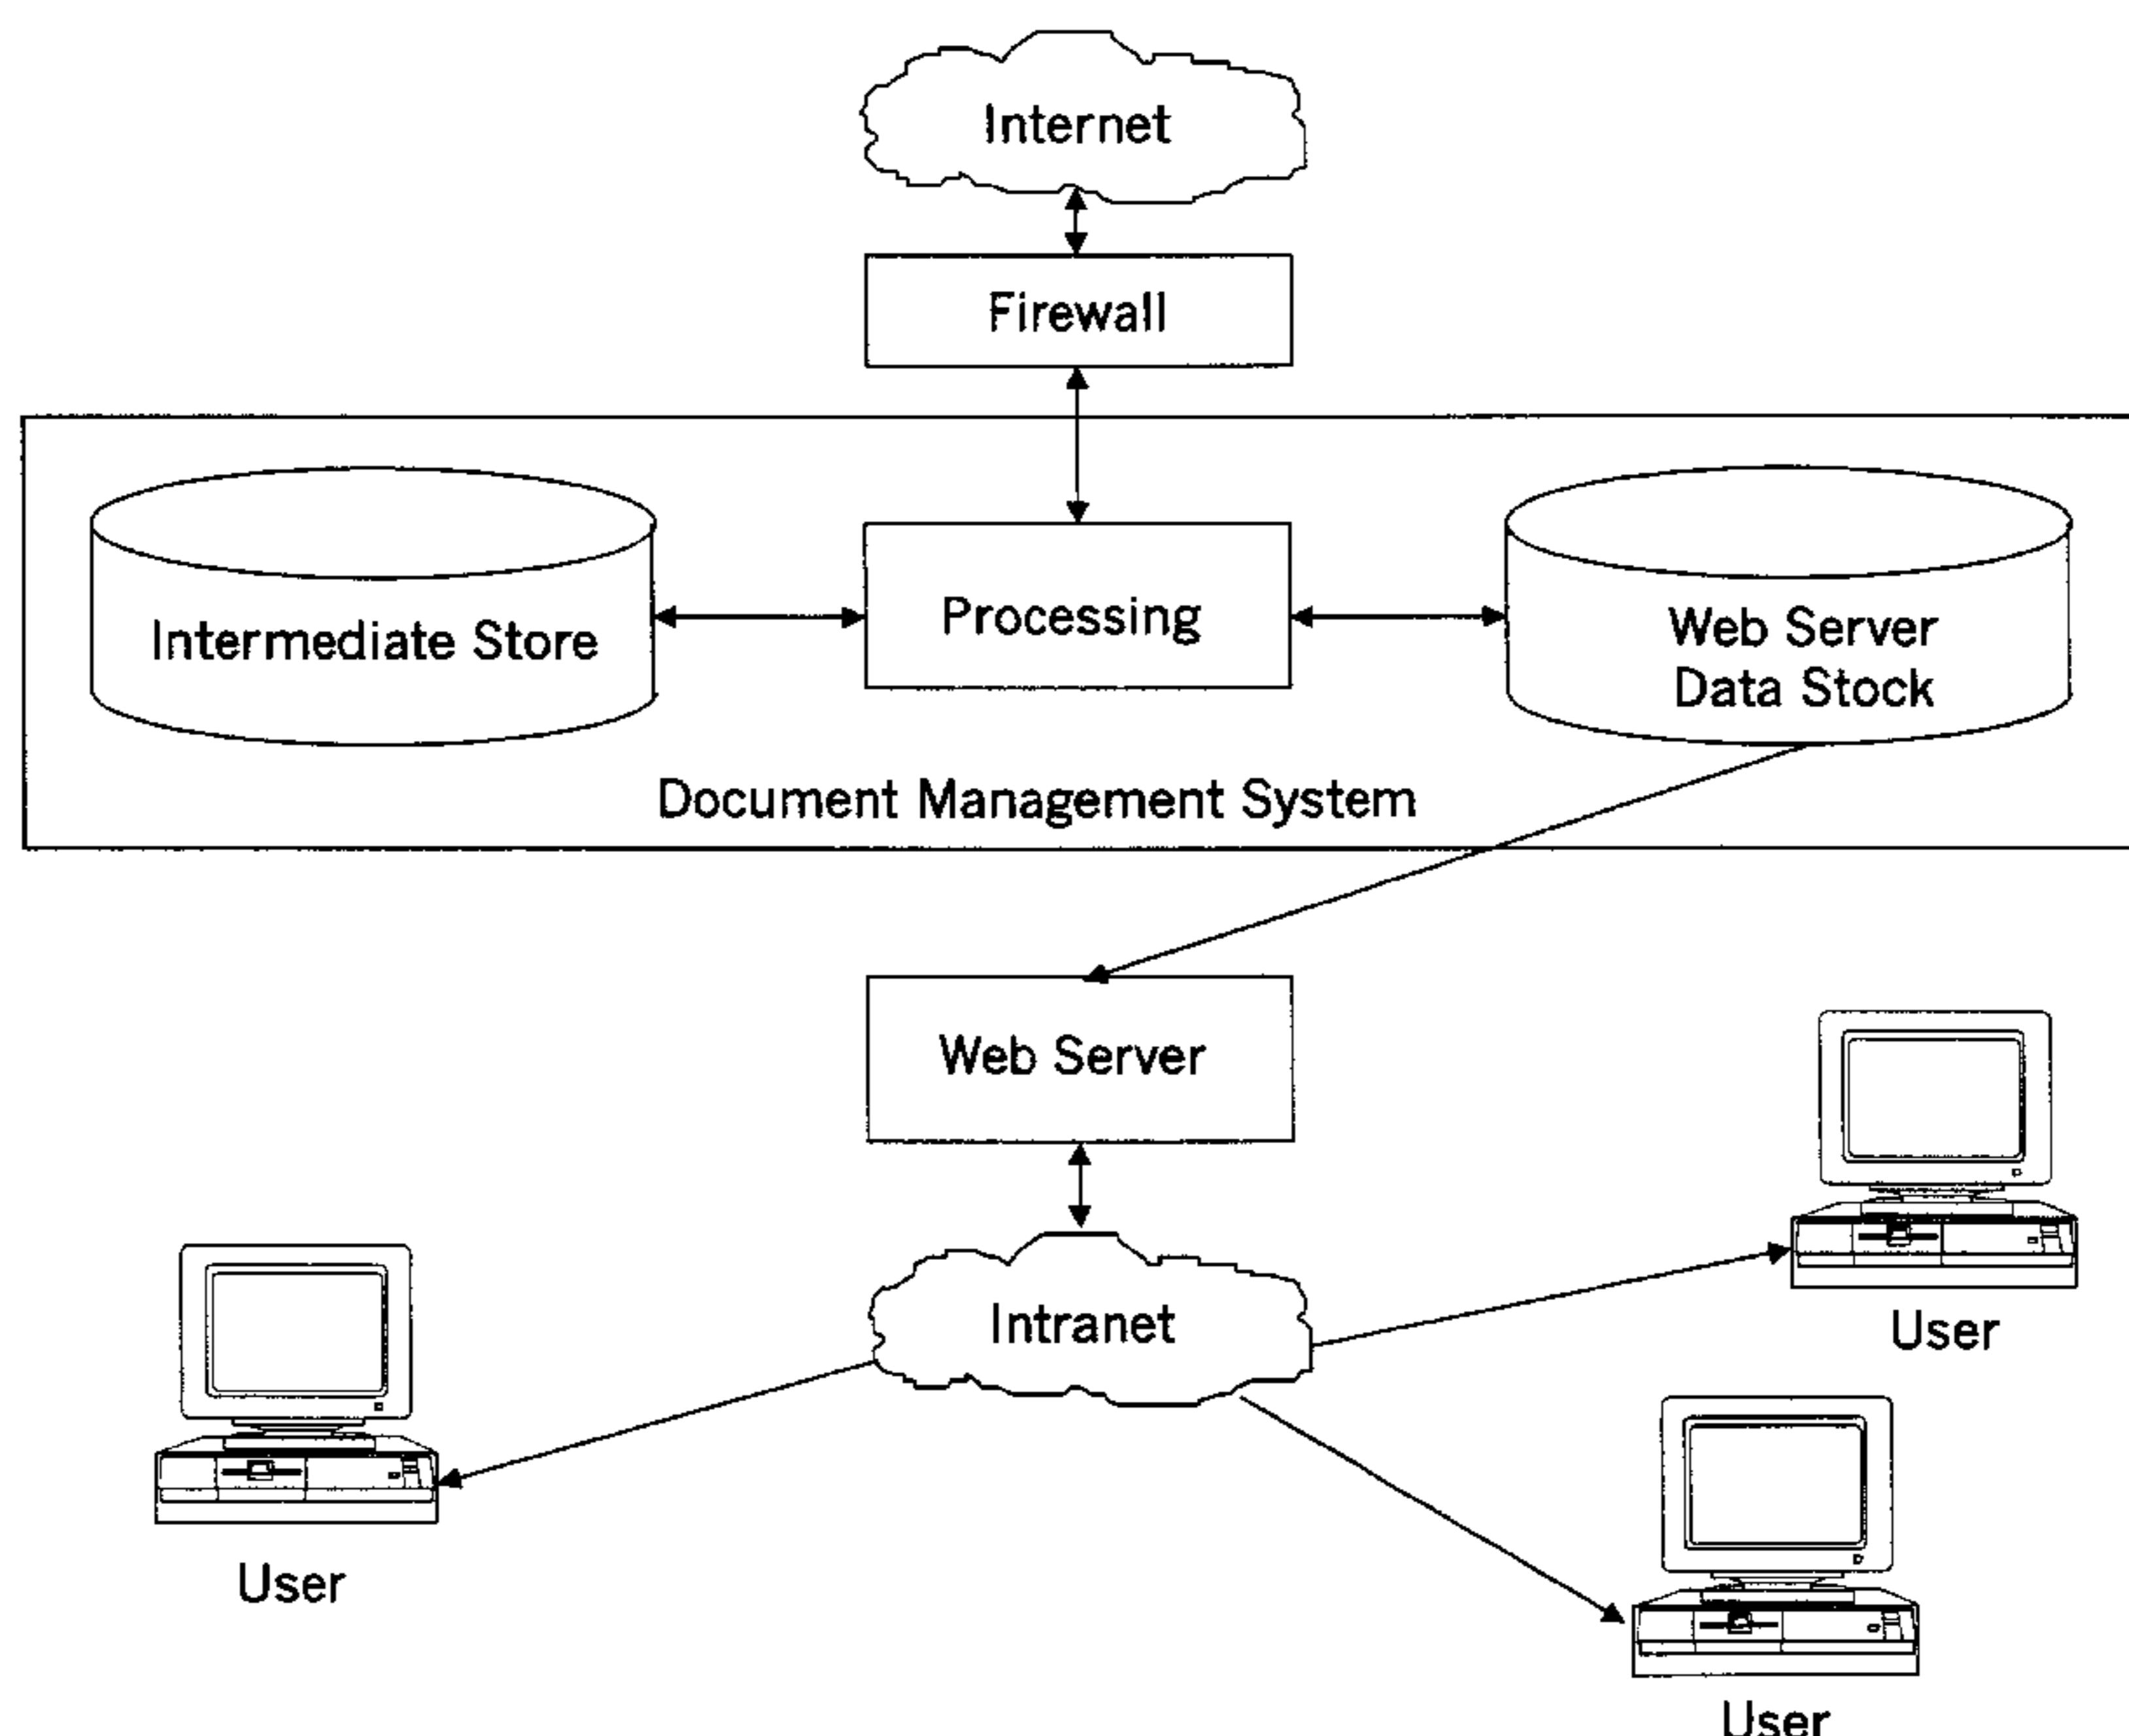 Internet
Firewall
Intermediate Store
Processing
Web Server
Data Stock
Document Management System
Web Server
Intranet
User
User
User